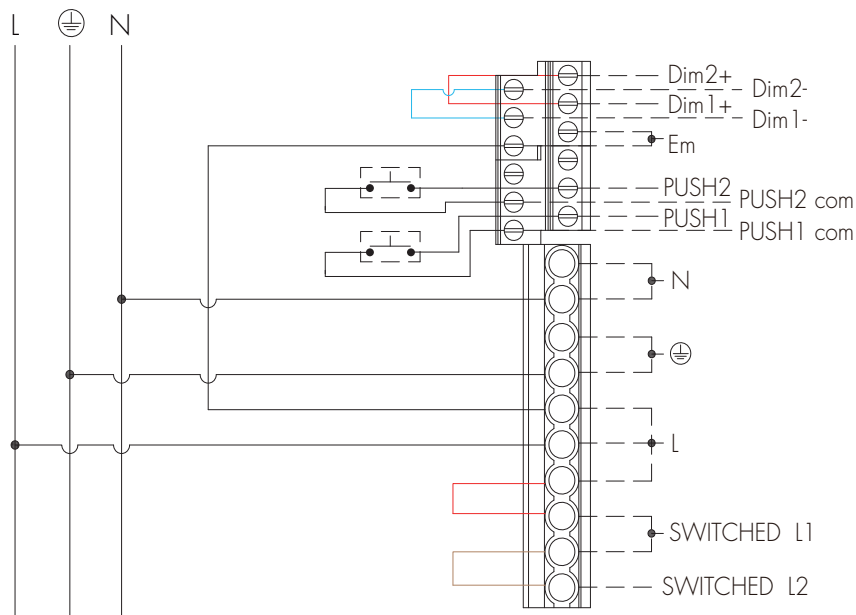 L N
Dim2+
Dim2-
Dim1+
Dim1-
Em
PUSH2
PUSH2 com
PUSH1
PUSH1 com
N
L
SWITCHED L1
SWITCHED L2